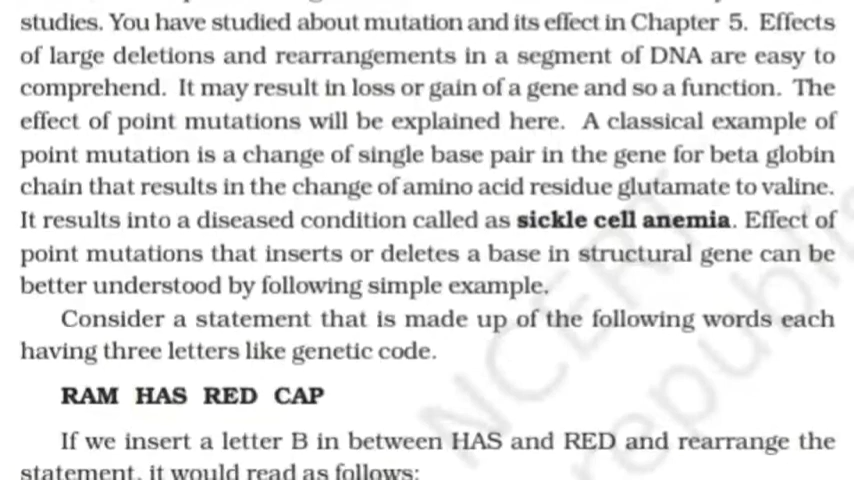 studies. You have studied about mutation and its effect in Chapter 5. Effects
of large deletions and rearrangements in a segment of DNA are easy to
comprehend. It may result in loss or gain of a gene and so a function. The
effect of point mutations will be explained here. A classical example of
point mutation is a change of single base pair in the gene for beta globin
chain that results in the change of amino acid residue glutamate to valine.
It results into a diseased condition called as sickle cell anemia. Effect of
point mutations that inserts or deletes a base in structural gene can be
better understood by following simple example.
Consider a statement that is made up of the following words each
having three letters like genetic code.
RAM HAS RED CAP
If we insert a letter B in between HAS and RED and rearrange the
statement, it would read as follows:
NCERT